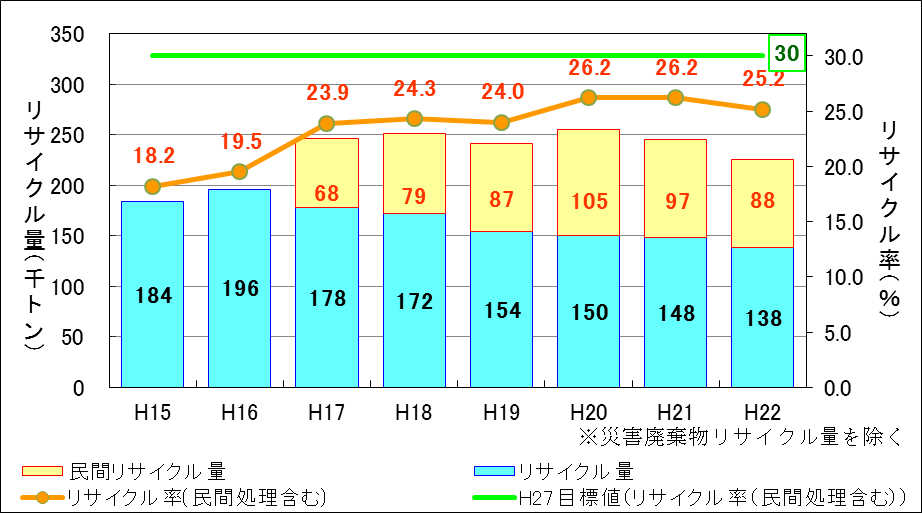 リサイクル量(千トン)
350
300
250
200
150
100
50
0
30
30.0
25.0
20.0
15.0
10.0
5.0
0.0
リサイクル率(%)
18.2 19.5 23.9 24.3 24.0 26.2 26.2 25.2
68 79 87 105 97 88
184 196 178 172 154 150 148 138
H15 H16 H17 H18 H19 H20 H21 H22
※災害廃棄物リサイクル量を除く
民間リサイクル量 リサイクル量
リサイクル率(民間処理含む) H27目標値(リサイクル率(民間処理含む))